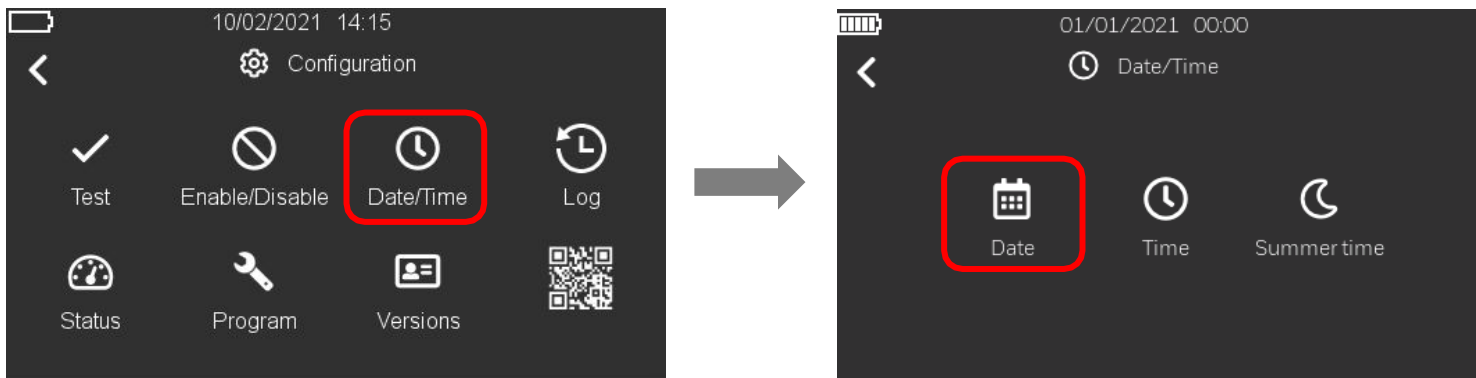 10/02/2021 14:15
Configuration
Test
Enable/Disable
Date/Time
Log
Status
Program
Versions
01/01/2021 00:00
Date/Time
Date
Time
Summer time